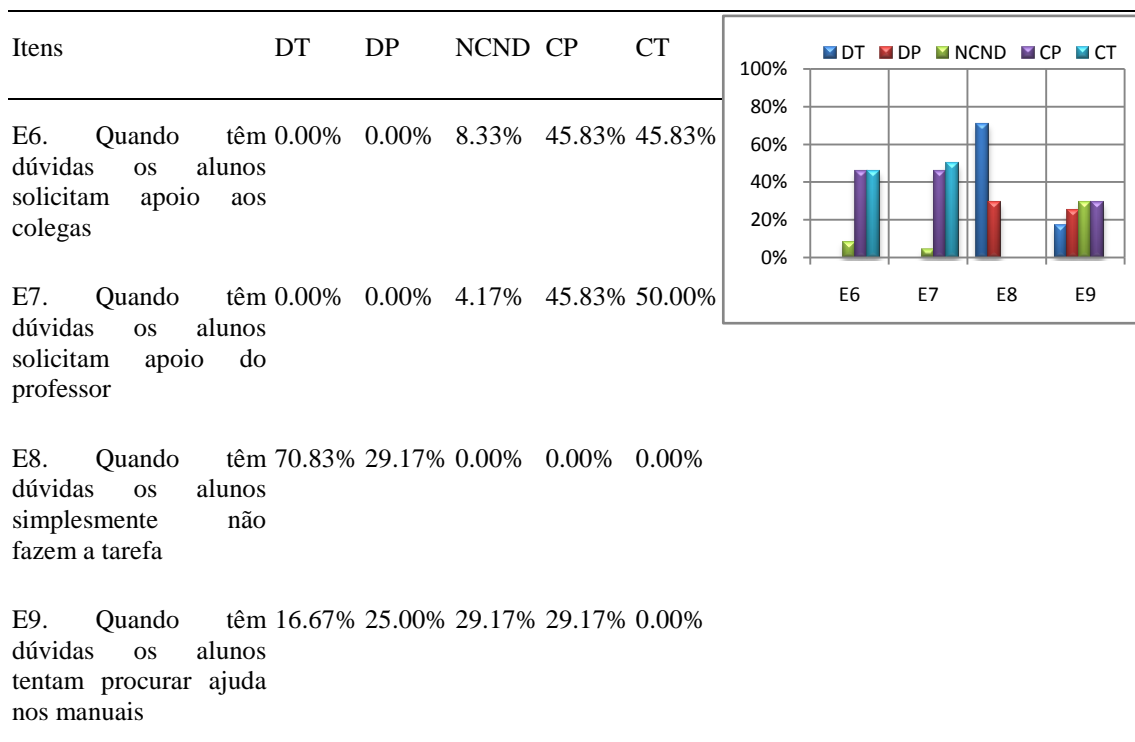 Itens DT DP NCND CP CT
E6. Quando têm 0.00% 0.00% 8.33% 45.83% 45.83%
dúvidas os alunos
solicitam apoio aos
colegas
E7. Quando têm 0.00% 0.00% 4.17% 45.83% 50.00%
dúvidas os alunos
solicitam apoio do
professor
E8. Quando têm 70.83% 29.17% 0.00% 0.00% 0.00%
dúvidas os alunos
simplesmente não
fazem a tarefa
E9. Quando têm 16.67% 25.00% 29.17% 29.17% 0.00%
dúvidas os alunos
tentam procurar ajuda
nos manuais
DT DP NCND CP CT
100%
80%
60%
40%
20%
0%
E6 E7 E8 E9